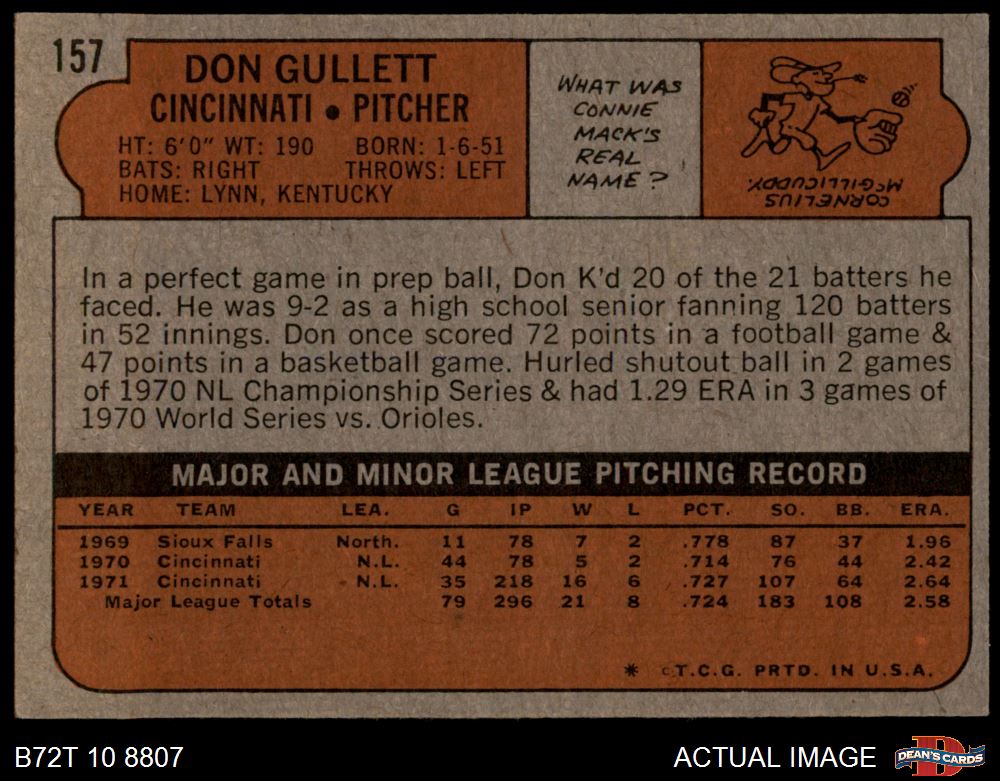 157
DON GULLETT
CINCINNATI • PITCHER
HT: 6'0" WT: 190 BORN: 1-6-51
BATS: RIGHT THROWS: LEFT
HOME: LYNN, KENTUCKY
WHAT WAS
CONNIE
MACK'S
REAL
NAME?
CORNELIUS
McGILLICUDDY.
In a perfect game in prep ball, Don K'd 20 of the 21 batters he
faced. He was 9-2 as a high school senior fanning 120 batters
in 52 innings. Don once scored 72 points in a football game &
47 points in a basketball game. Hurled shutout ball in 2 games
of 1970 NL Championship Series & had 1.29 ERA in 3 games of
1970 World Series vs. Orioles.
MAJOR AND MINOR LEAGUE PITCHING RECORD
YEAR TEAM LEA. G IP W L PCT. SO. BB. ERA.
1969 Sioux Falls North. 11 78 7 2 .778 87 37 1.96
1970 Cincinnati N.L. 44 78 5 2 .714 76 44 2.42
1971 Cincinnati N.L. 35 218 16 6 .727 107 64 2.64
Major League Totals 79 296 21 8 .724 183 108 2.58
* ©T.C.G. PRTD. IN U.S.A.
B72T 10 8807
ACTUAL IMAGE
D
DEAN'S CARDS